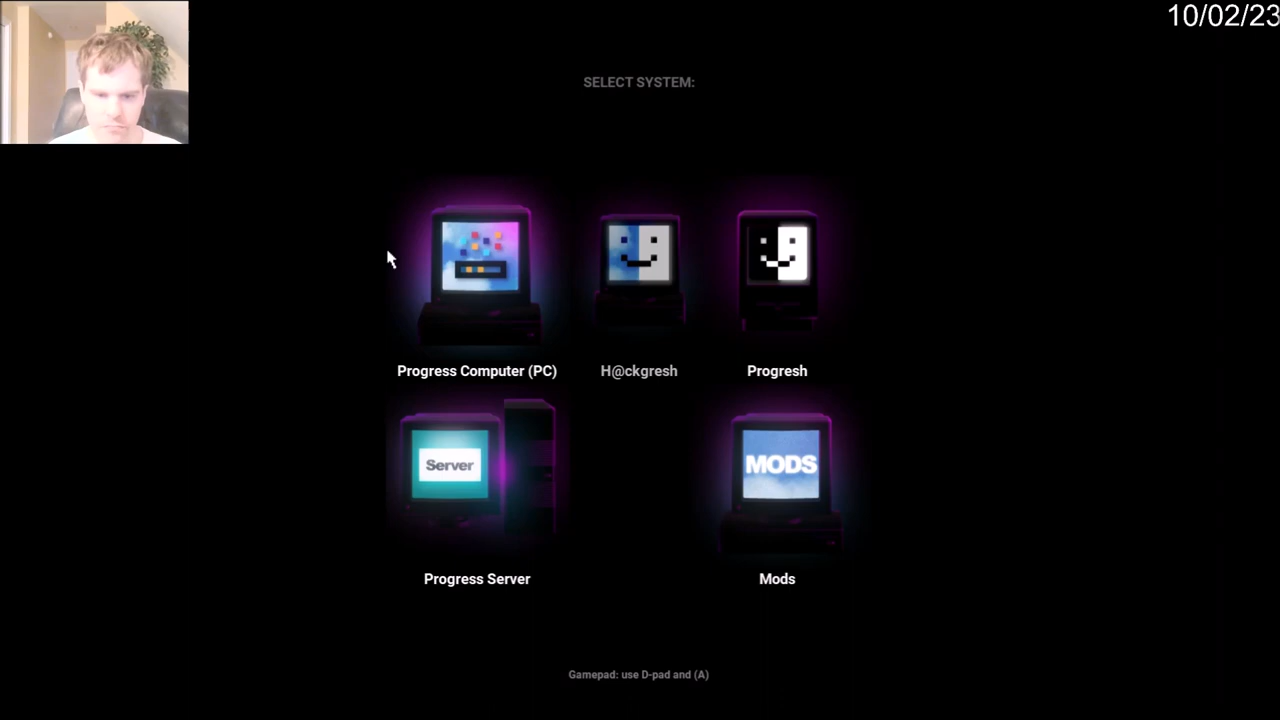 10/02/23
SELECT SYSTEM:
Progress Computer (PC)
H@ckgresh
Progresh
Server
MODS
Progress Server
Mods
Gamepad: use D-pad and (A)